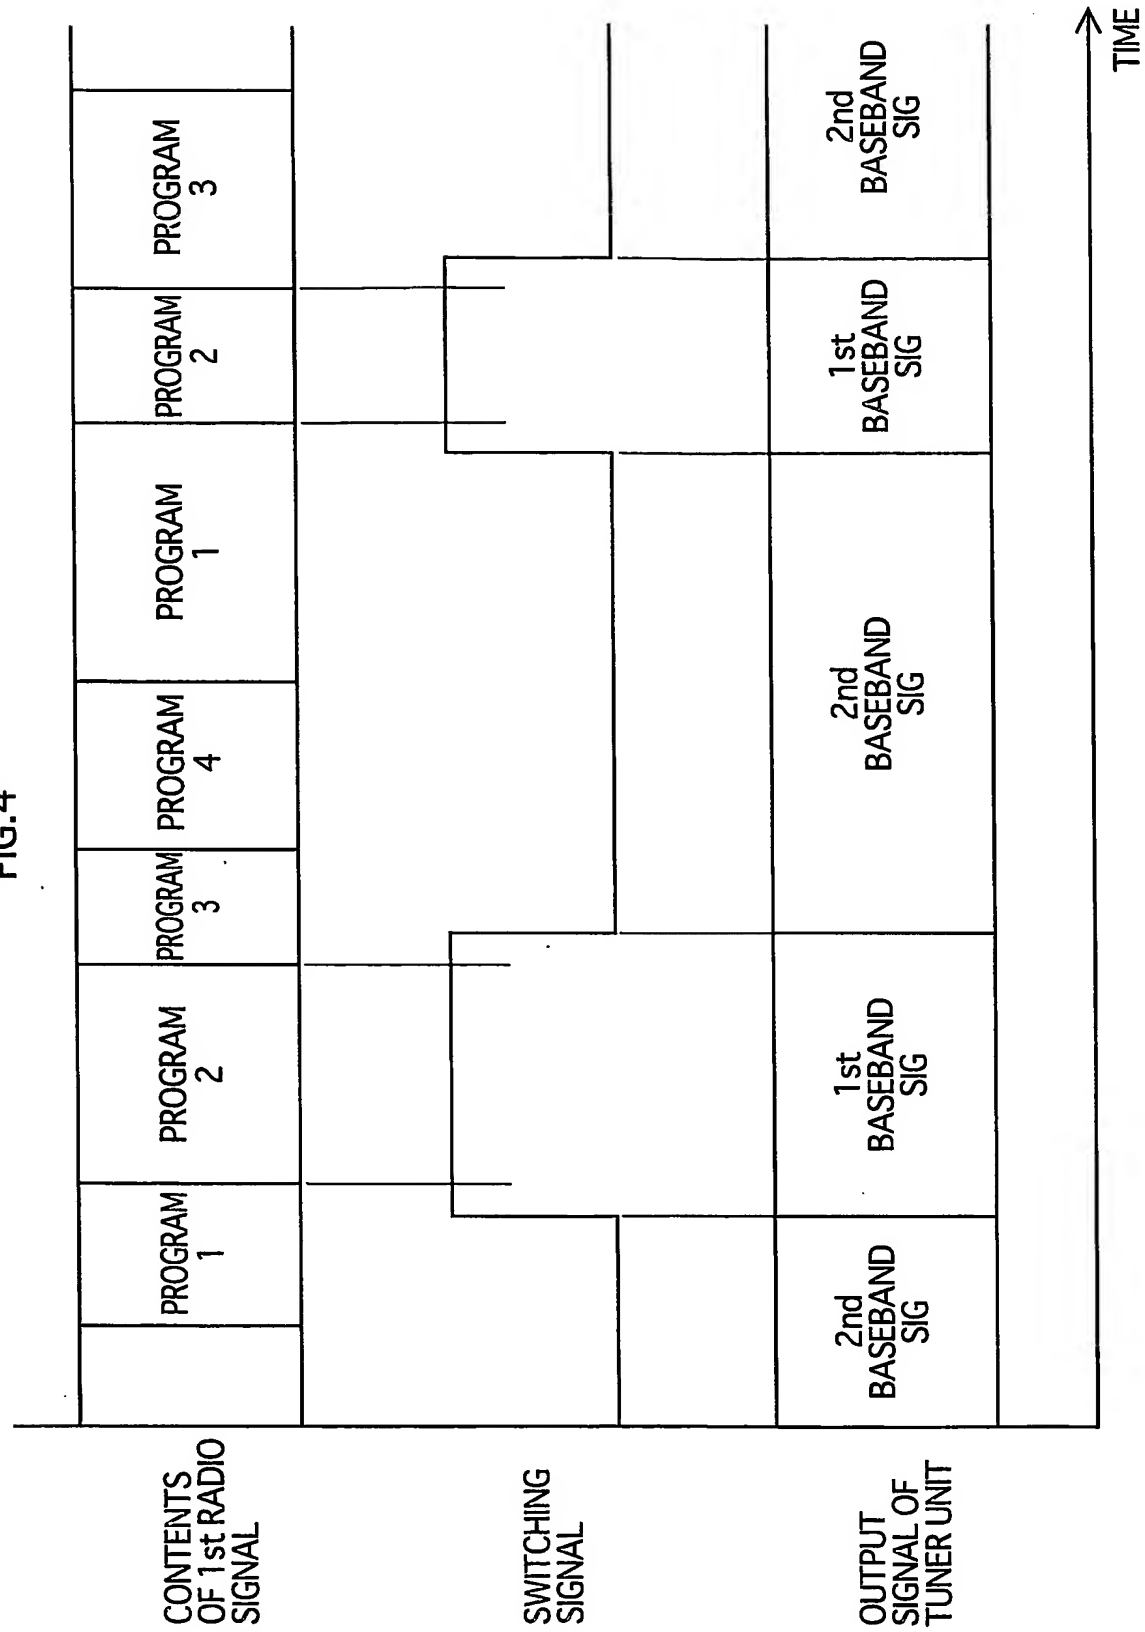 FIG.4
CONTENTS
OF 1st RADIO
SIGNAL
PROGRAM
1
PROGRAM
2
PROGRAM
3
PROGRAM
4
PROGRAM
1
PROGRAM
2
PROGRAM
3
SWITCHING
SIGNAL
OUTPUT
SIGNAL OF
TUNER UNIT
2nd
BASEBAND
SIG
1st
BASEBAND
SIG
2nd
BASEBAND
SIG
1st
BASEBAND
SIG
2nd
BASEBAND
SIG
TIME